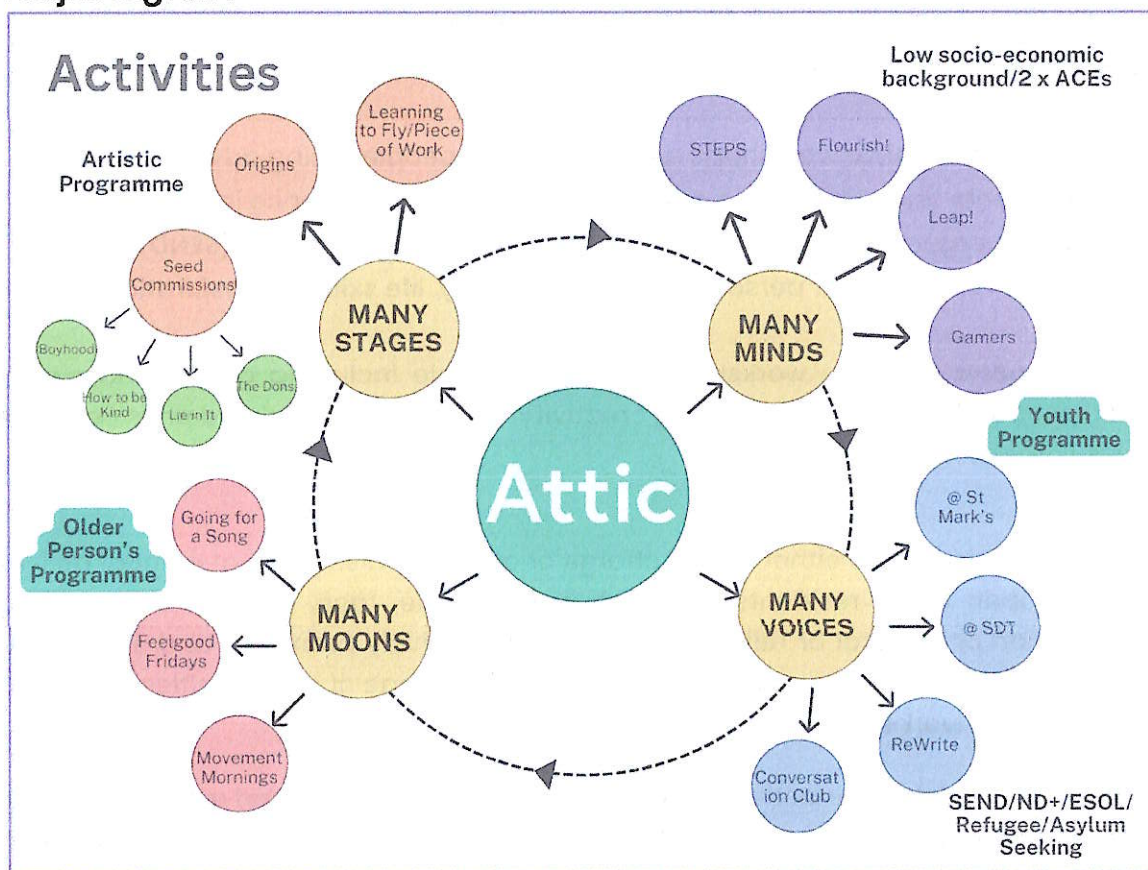 Activities
Artistic
Programme
Origins
Learning
to Fly/Piece
of Work
Seed
Commissions
Boyhood
How to be
Kind
Lie in It
The Dons
MANY
STAGES
Low socio-economic
background/2 x ACEs
STEPS
Flourish!
Leap!
Gamers
MANY
MINDS
Youth
Programme
Attic
Older
Person's
Programme
Going for
a Song
Feelgood
Fridays
Movement
Mornings
MANY
MOONS
MANY
VOICES
@ St
Mark's
@ SDT
ReWrite
Conversat
ion Club
SEND/ND+/ESOL/
Refugee/Asylum
Seeking